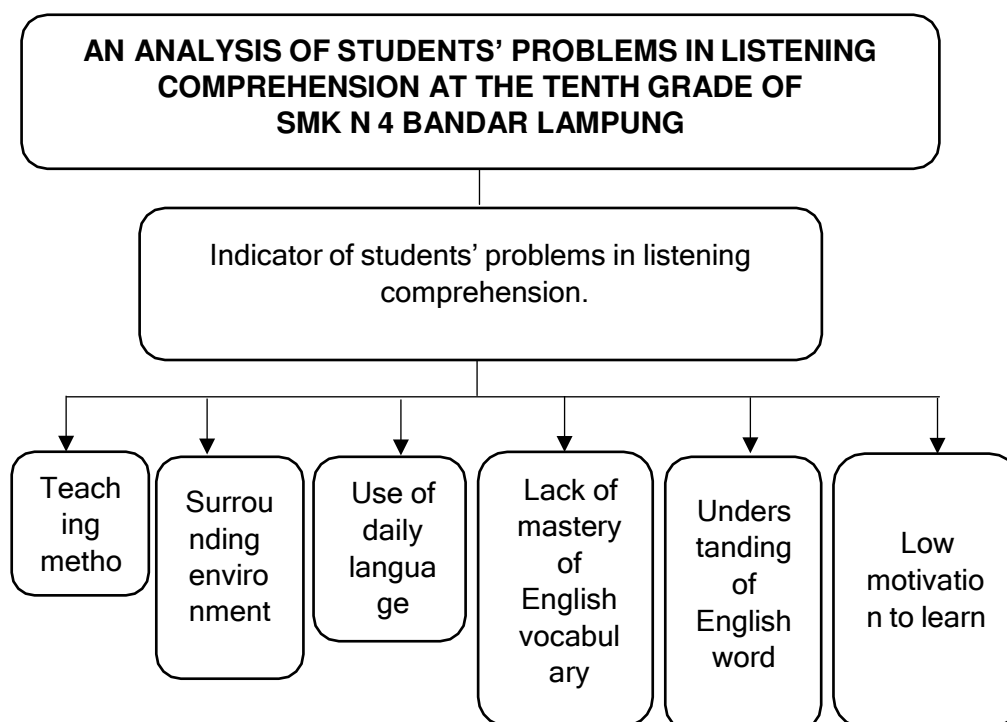 AN ANALYSIS OF STUDENTS’ PROBLEMS IN LISTENING
COMPREHENSION AT THE TENTH GRADE OF
SMK N 4 BANDAR LAMPUNG
Indicator of students’ problems in listening
comprehension.
Teach
ing
metho
Surrou
nding
enviro
nment
Use of
daily
langua
ge
Lack of
mastery
of
English
vocabul
ary
Unders
tanding
of
English
word
Low
motivatio
n to learn